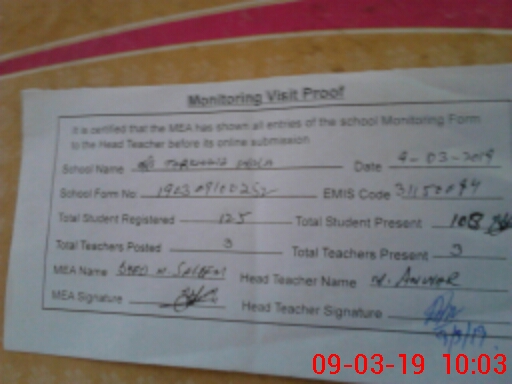 Monitoring Visit Proof
It is certified that the MEA has shown all entries of the school Monitoring Form
to the Head Teacher before its online submission
School Name Date 9-03-2019
School Form No: EMIS Code
Total Student Registered 125 Total Student Present 108
Total Teachers Posted 3 Total Teachers Present 3
MEA Name M. SALEEM Head Teacher Name M. ANWAR
MEA Signature Head Teacher Signature
09-03-19 10:03